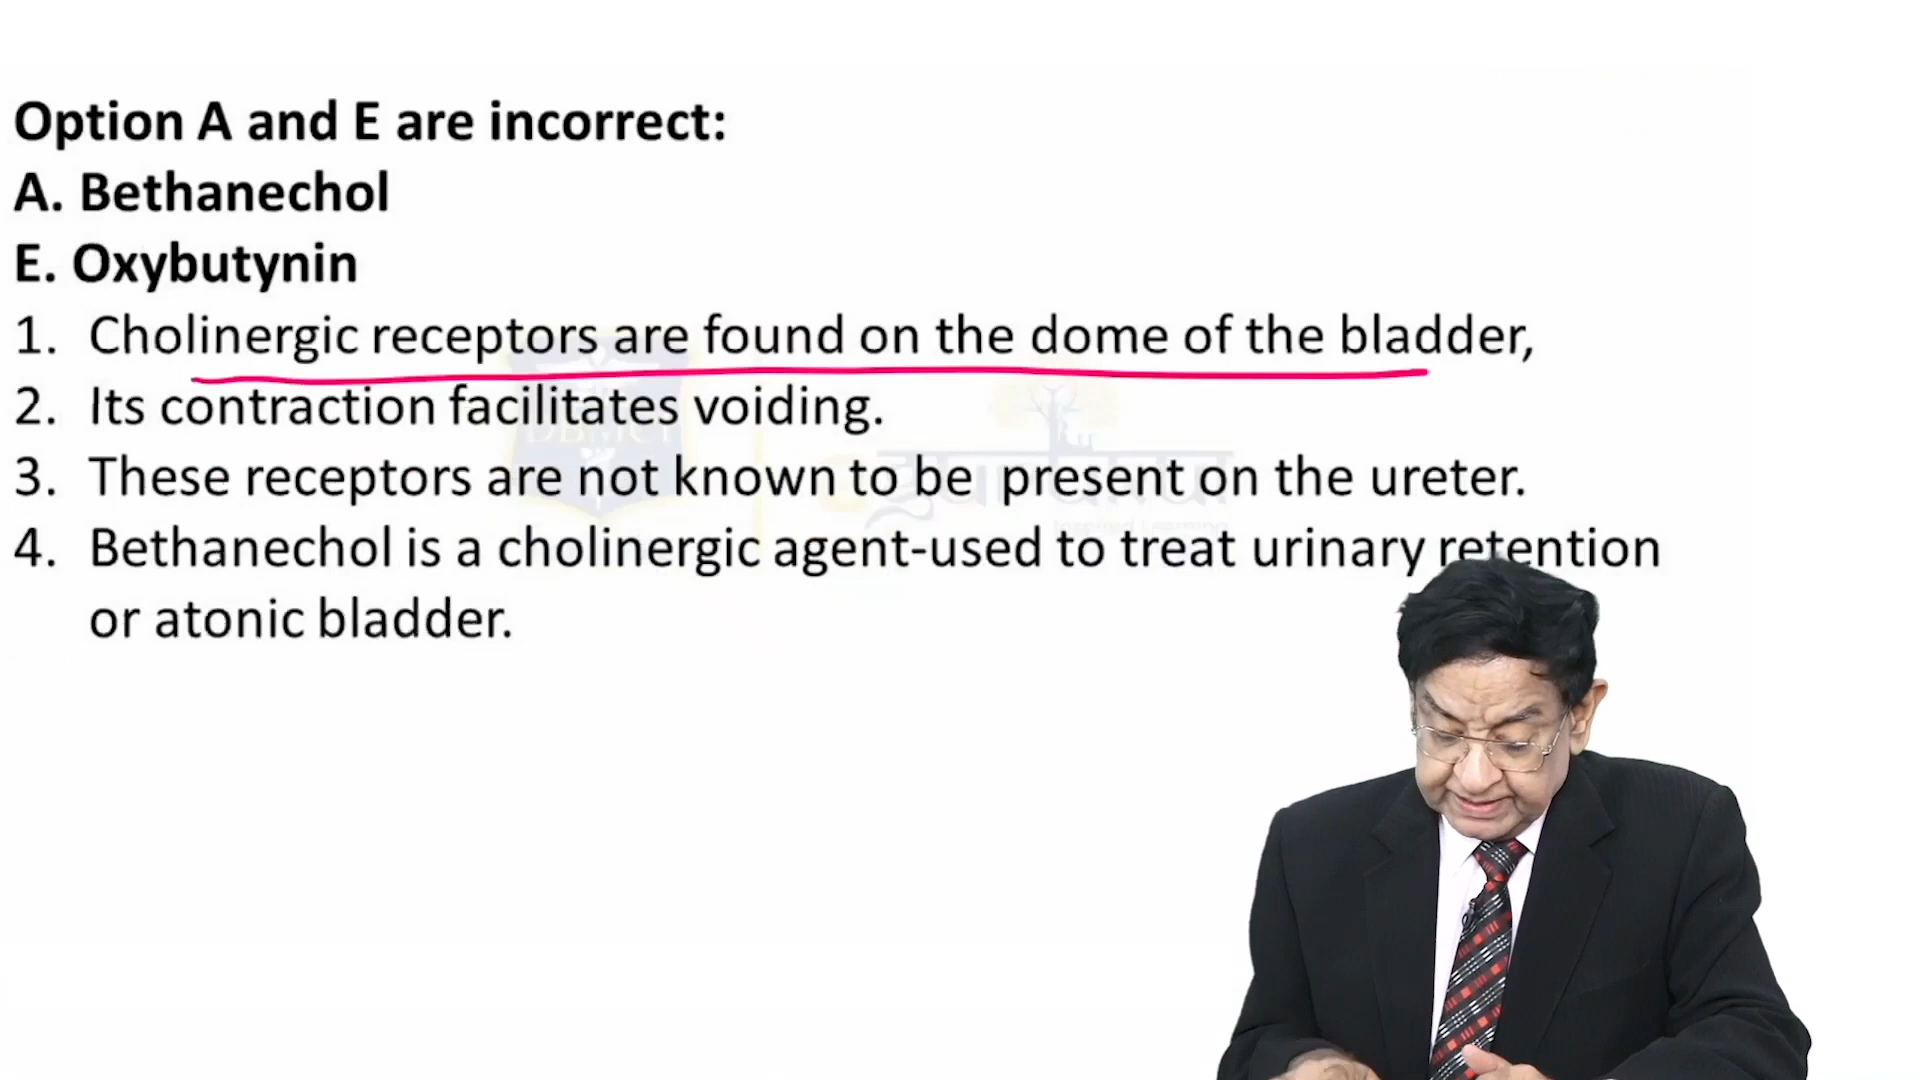 Option A and E are incorrect:
A. Bethanechol
E. Oxybutynin
1. Cholinergic receptors are found on the dome of the bladder,
2. Its contraction facilitates voiding.
3. These receptors are not known to be present on the ureter.
4. Bethanechol is a cholinergic agent-used to treat urinary retention
or atonic bladder.
DBMCI